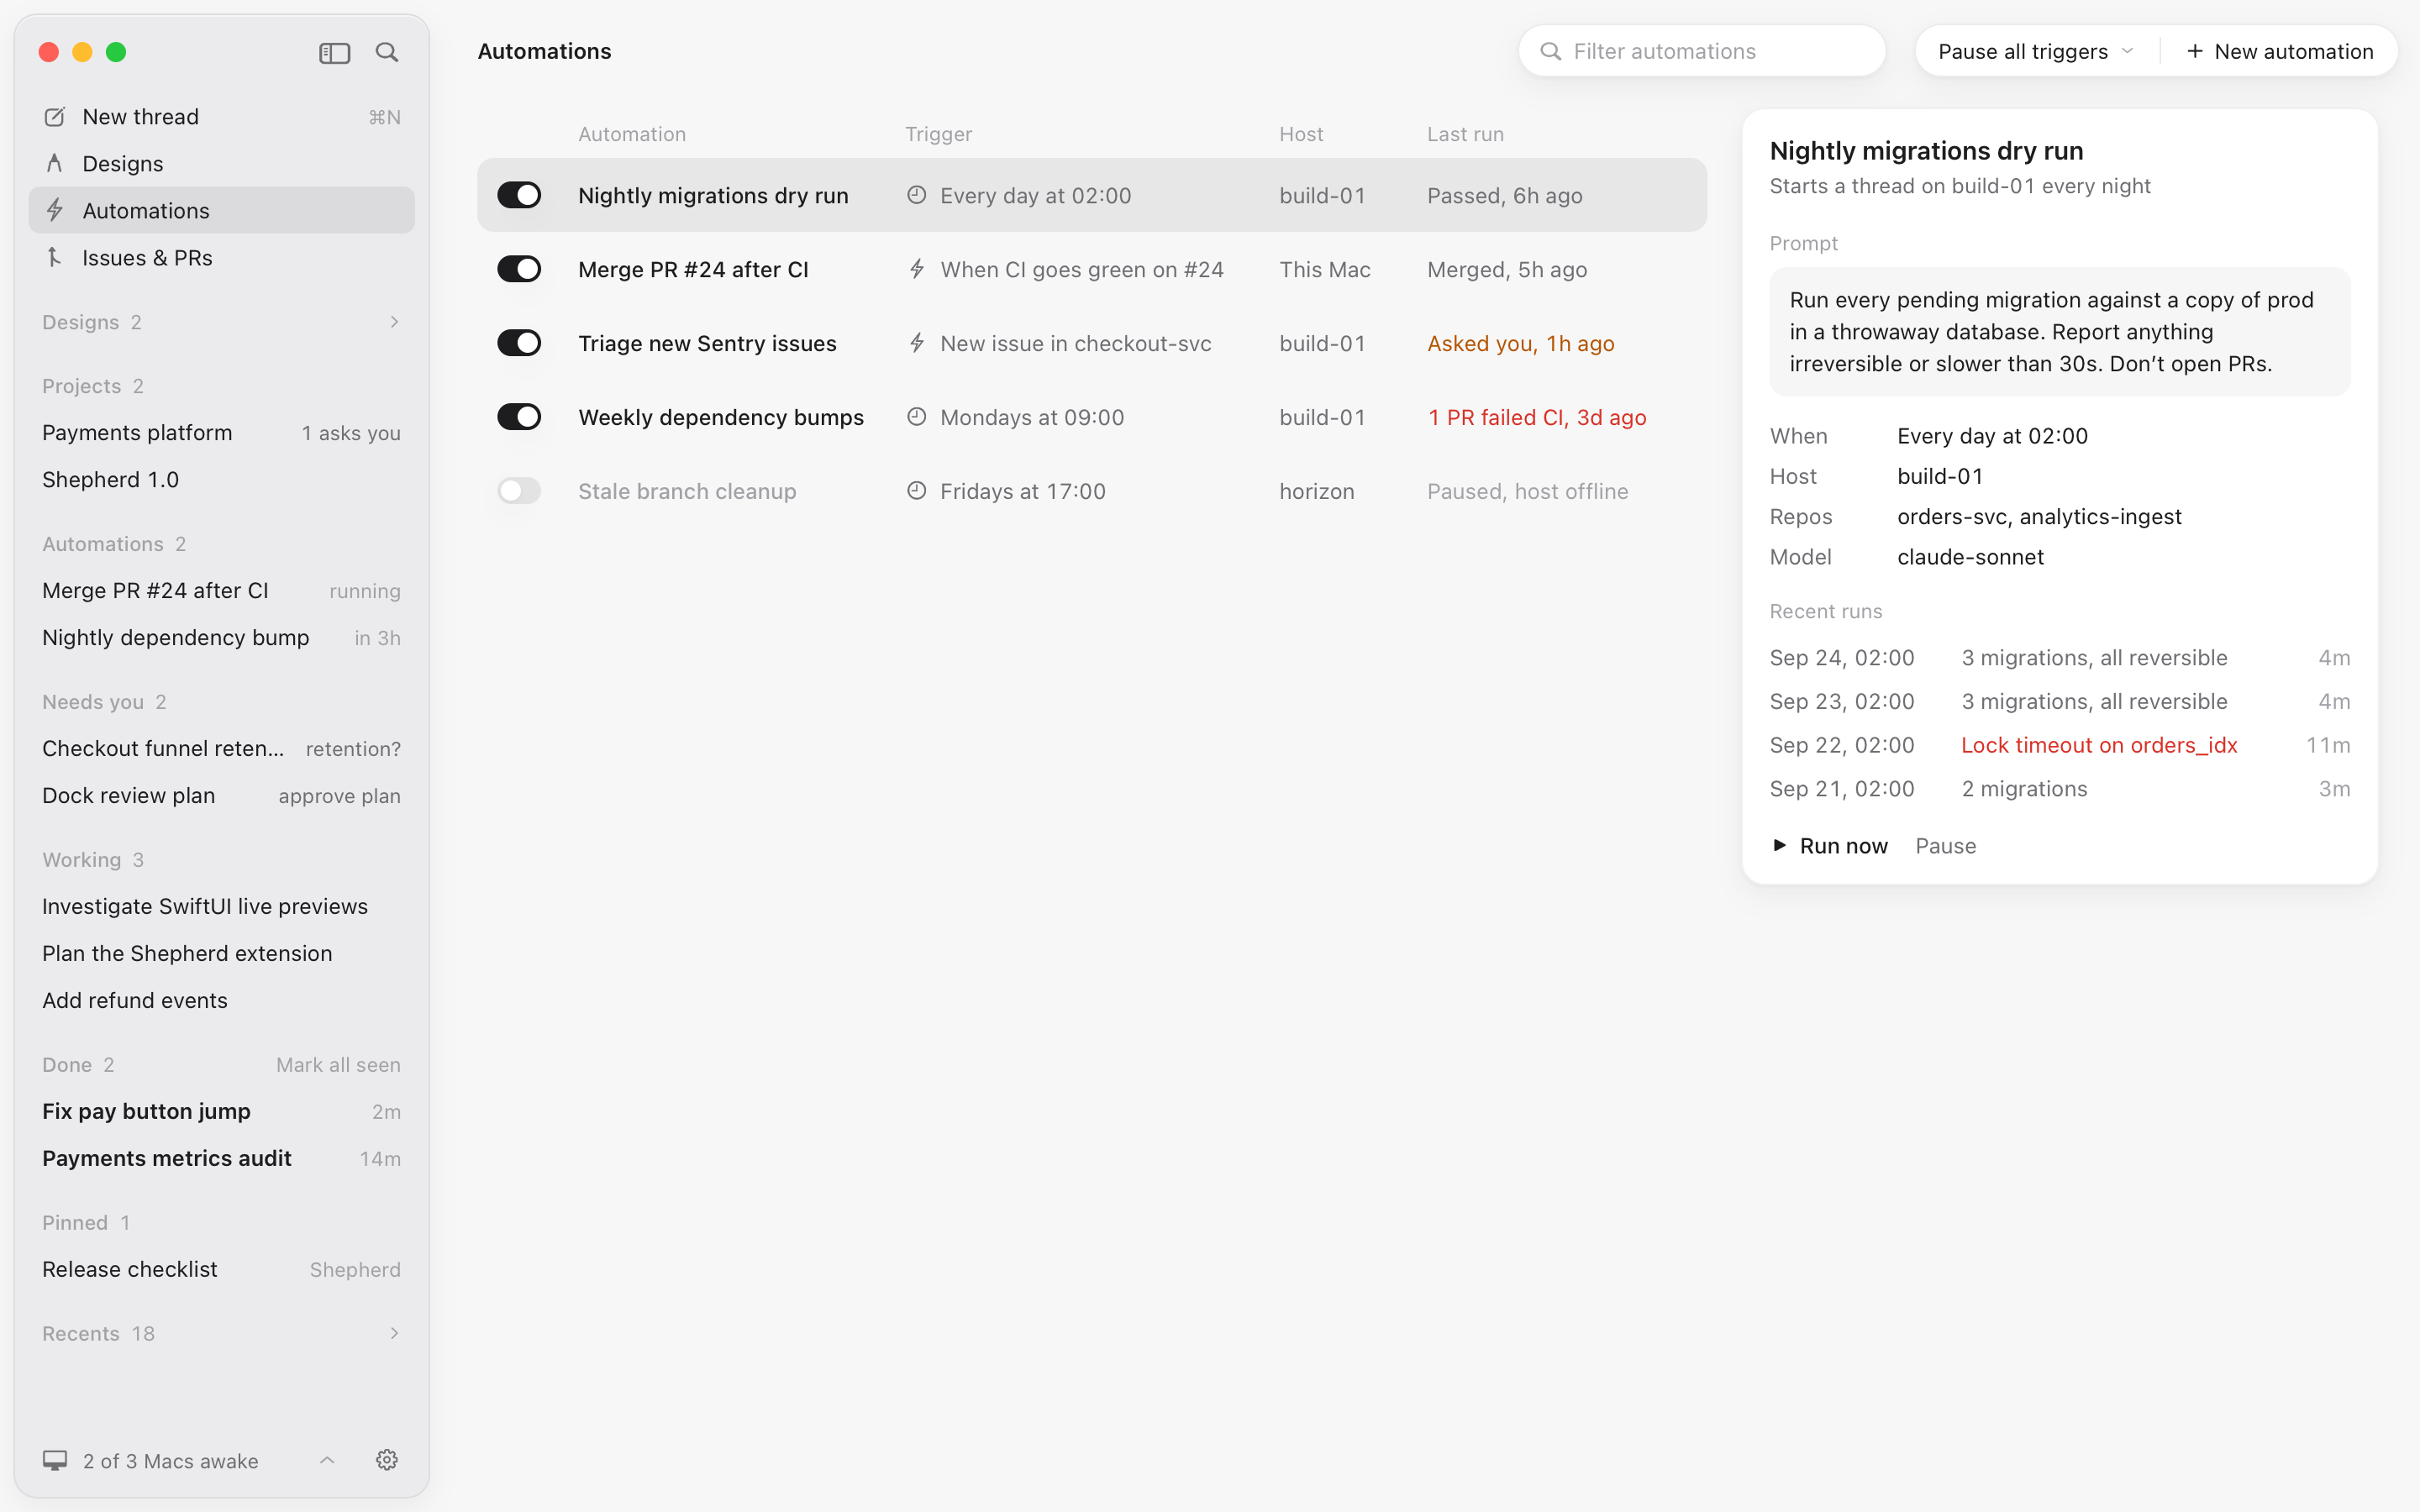 New thread ⌘N
Designs
Automations
Issues & PRs
Designs 2
Projects 2
Payments platform 1 asks you
Shepherd 1.0
Automations 2
Merge PR #24 after CI running
Nightly dependency bump in 3h
Needs you 2
Checkout funnel reten... retention?
Dock review plan approve plan
Working 3
Investigate SwiftUI live previews
Plan the Shepherd extension
Add refund events
Done 2 Mark all seen
Fix pay button jump 2m
Payments metrics audit 14m
Pinned 1
Release checklist Shepherd
Recents 18
2 of 3 Macs awake
Automations
Filter automations
Pause all triggers
+ New automation
Automation Trigger Host Last run
Nightly migrations dry run Every day at 02:00 build-01 Passed, 6h ago
Merge PR #24 after CI When CI goes green on #24 This Mac Merged, 5h ago
Triage new Sentry issues New issue in checkout-svc build-01 Asked you, 1h ago
Weekly dependency bumps Mondays at 09:00 build-01 1 PR failed CI, 3d ago
Stale branch cleanup Fridays at 17:00 horizon Paused, host offline
Nightly migrations dry run
Starts a thread on build-01 every night
Prompt
Run every pending migration against a copy of prod
in a throwaway database. Report anything
irreversible or slower than 30s. Don’t open PRs.
When Every day at 02:00
Host build-01
Repos orders-svc, analytics-ingest
Model claude-sonnet
Recent runs
Sep 24, 02:00 3 migrations, all reversible 4m
Sep 23, 02:00 3 migrations, all reversible 4m
Sep 22, 02:00 Lock timeout on orders_idx 11m
Sep 21, 02:00 2 migrations 3m
Run now Pause